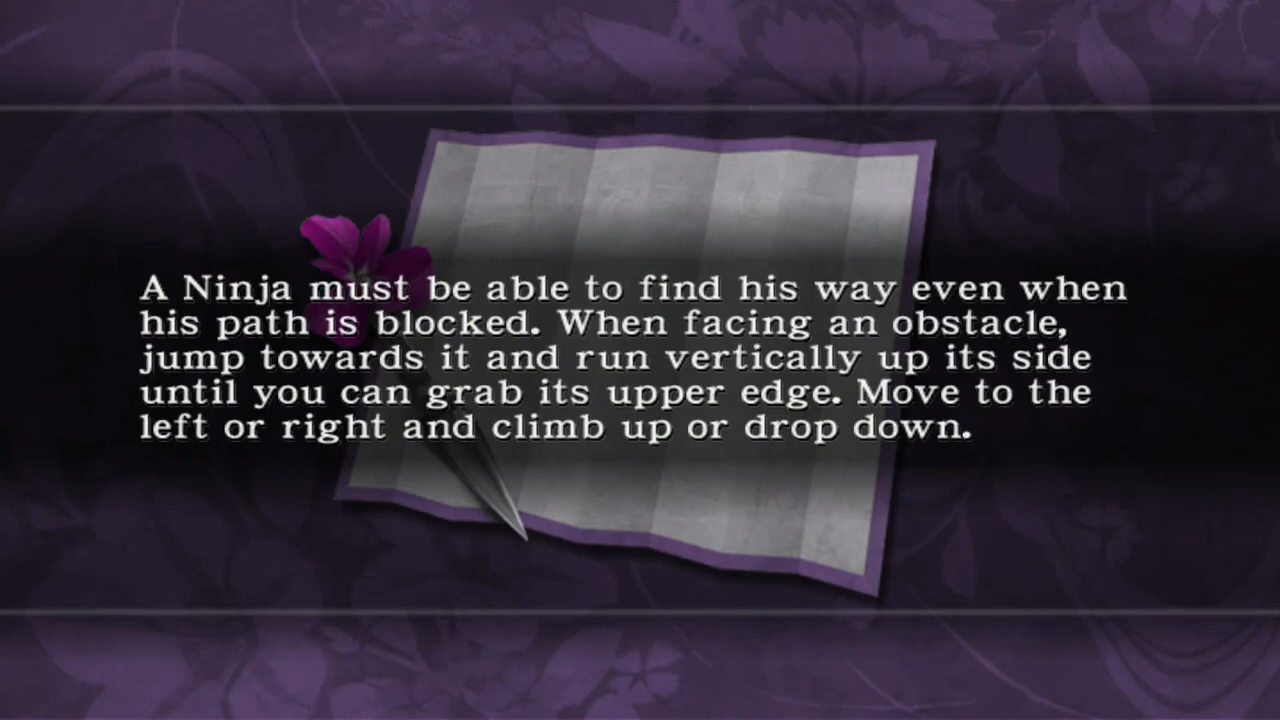 A Ninja must be able to find his way even when
his path is blocked. When facing an obstacle,
jump towards it and run vertically up its side
until you can grab its upper edge. Move to the
left or right and climb up or drop down.